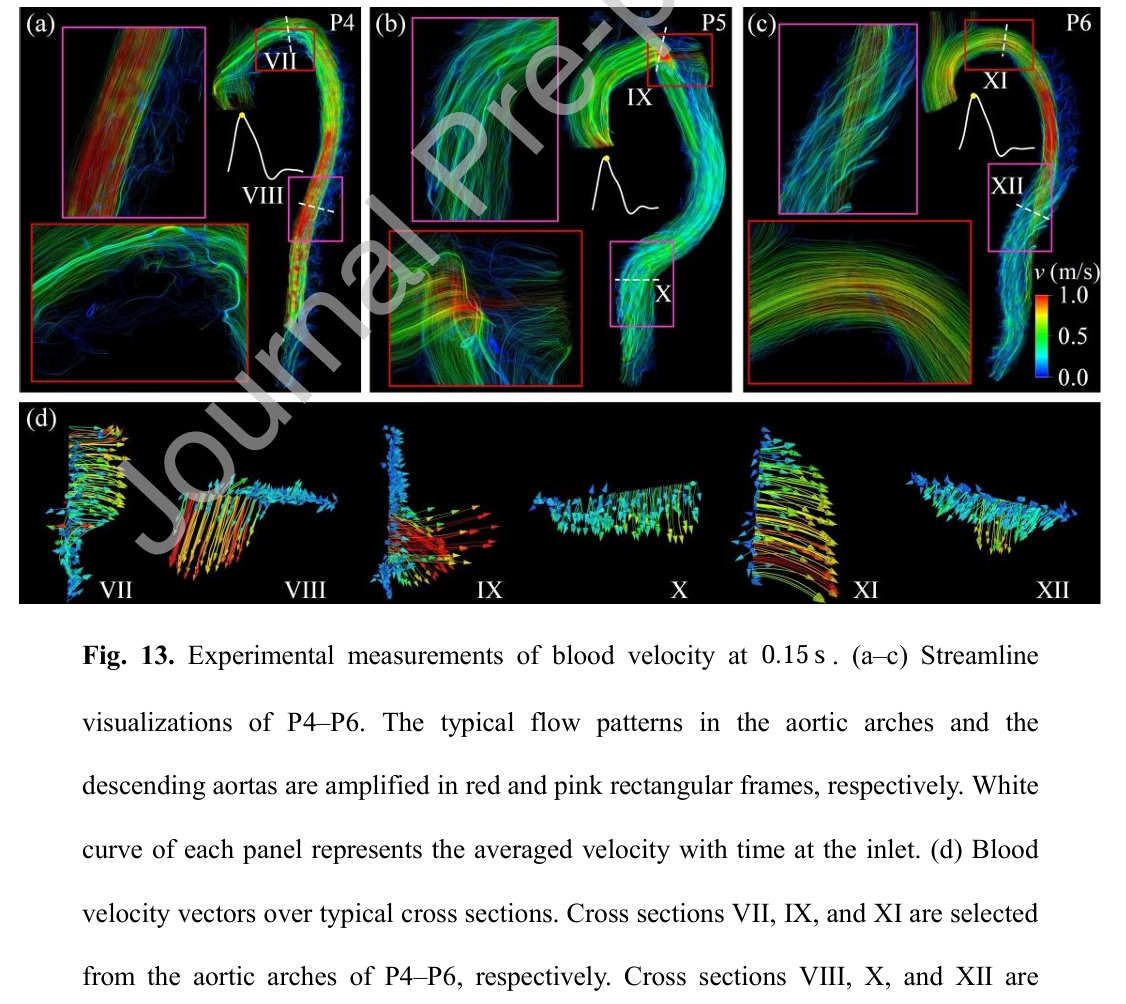 (a) P4
VII
VIII
(b) P5
IX
X
(c) P6
XI
XII
v (m/s)
1.0
0.5
0.0
Journal Pre-p
(d)
VII VIII IX X XI XII
Fig. 13. Experimental measurements of blood velocity at 0.15 s . (a–c) Streamline
visualizations of P4–P6. The typical flow patterns in the aortic arches and the
descending aortas are amplified in red and pink rectangular frames, respectively. White
curve of each panel represents the averaged velocity with time at the inlet. (d) Blood
velocity vectors over typical cross sections. Cross sections VII, IX, and XI are selected
from the aortic arches of P4–P6, respectively. Cross sections VIII, X, and XII are